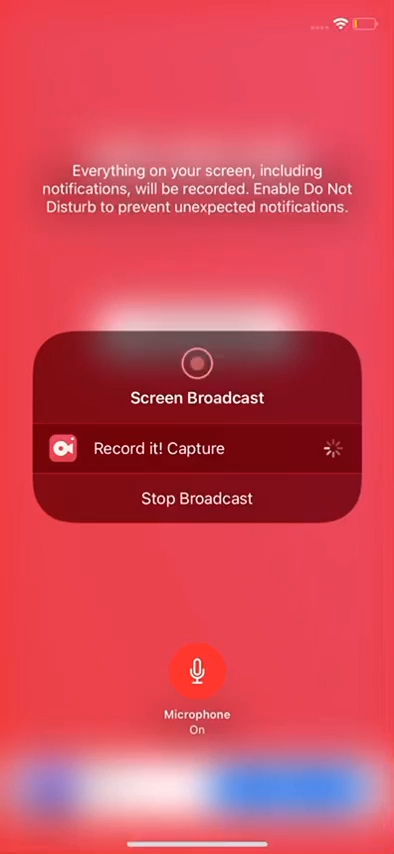 Everything on your screen, including
notifications, will be recorded. Enable Do Not
Disturb to prevent unexpected notifications.
Screen Broadcast
Record it! Capture
Stop Broadcast
Microphone
On